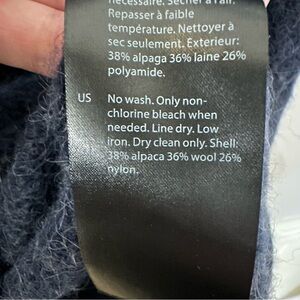 nécessaire. Sécher à l'air.
Repasser à faible
température. Nettoyer à
sec seulement. Exterieur:
38% alpaga 36% laine 26%
polyamide.
US No wash. Only non-
chlorine bleach when
needed. Line dry. Low
iron. Dry clean only. Shell:
38% alpaca 36% wool 26%
nylon.